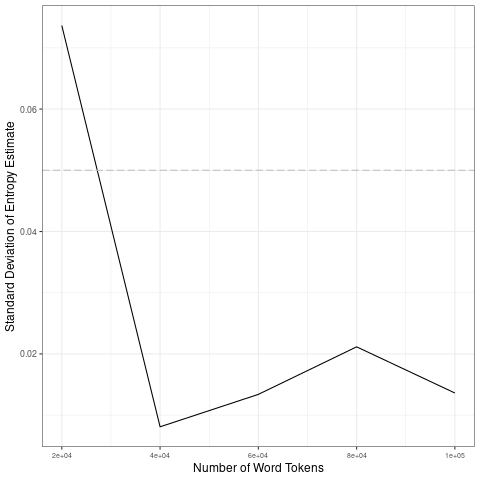 Standard Deviation of Entropy Estimate
0.06
0.04
0.02
2e+04 4e+04 6e+04 8e+04 1e+05
Number of Word Tokens